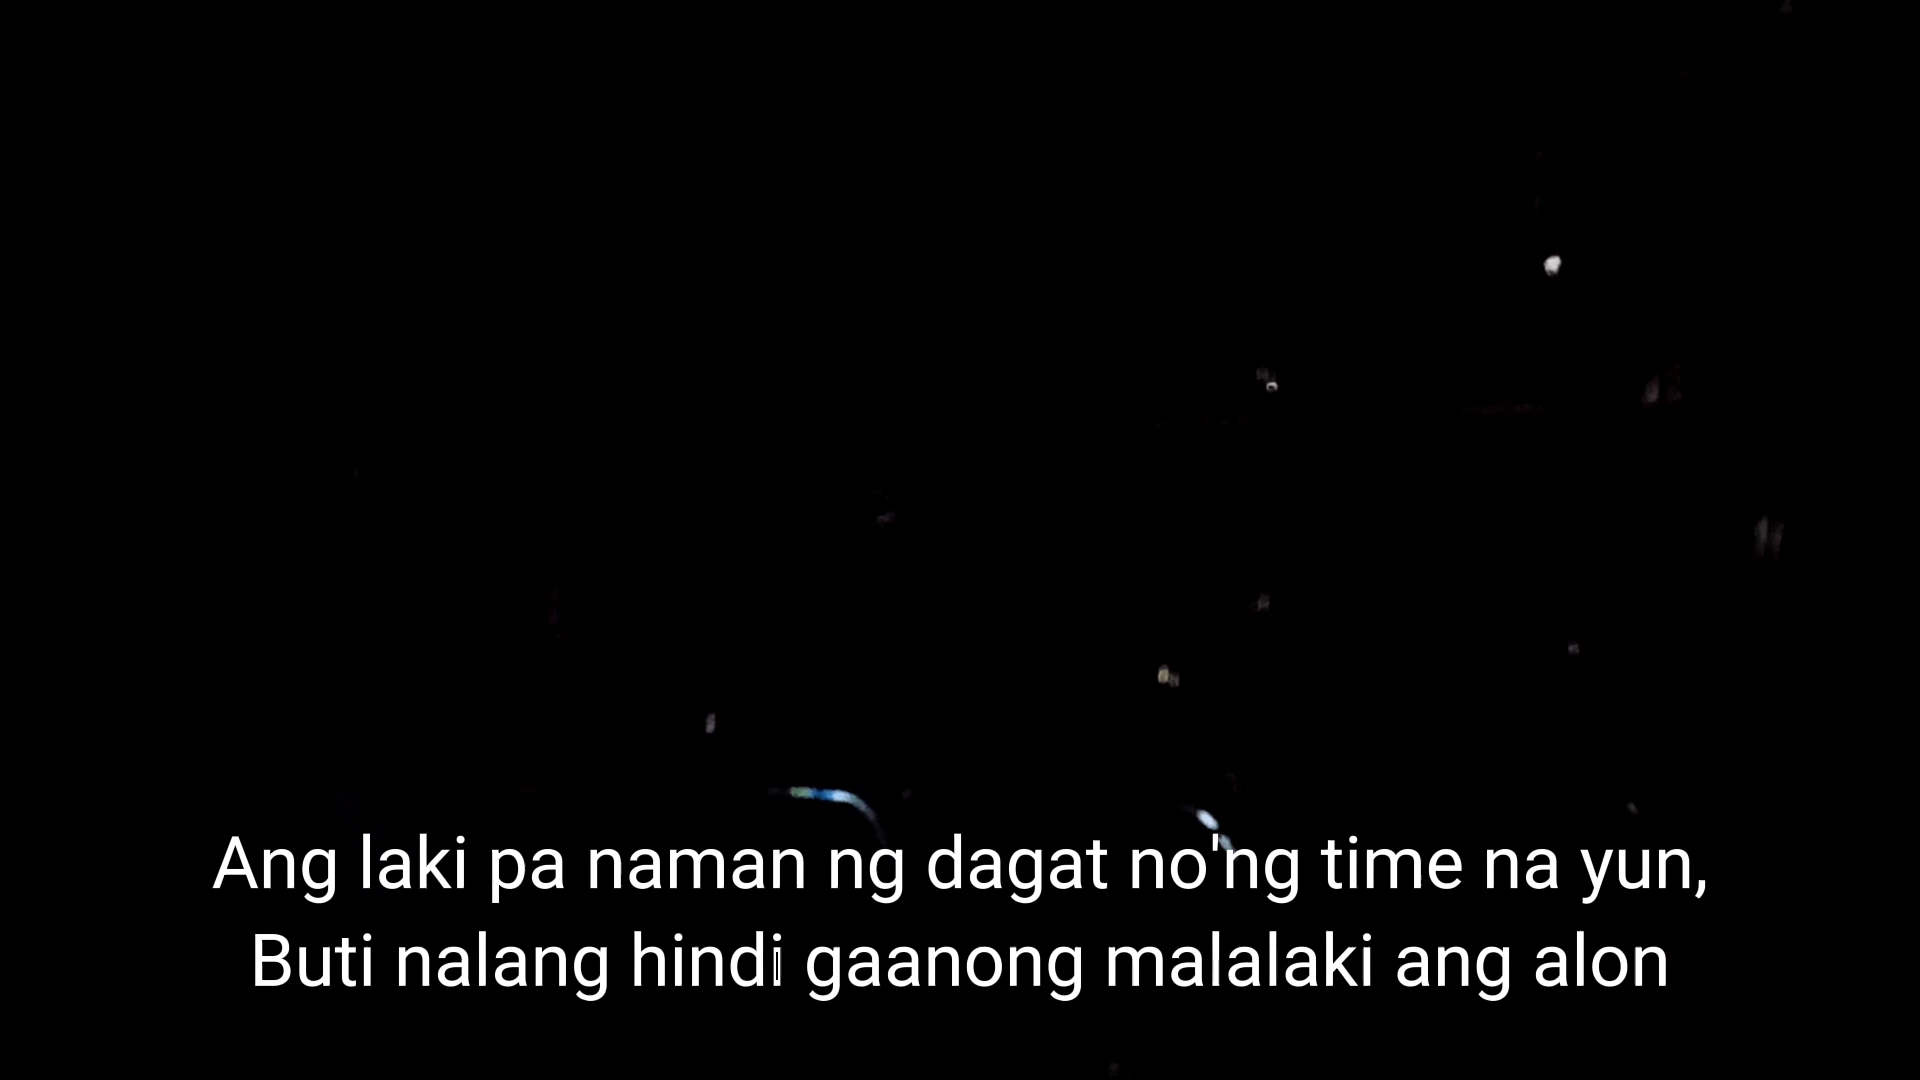 Ang laki pa naman ng dagat no'ng time na yun,
Buti nalang hindi gaanong malalaki ang alon